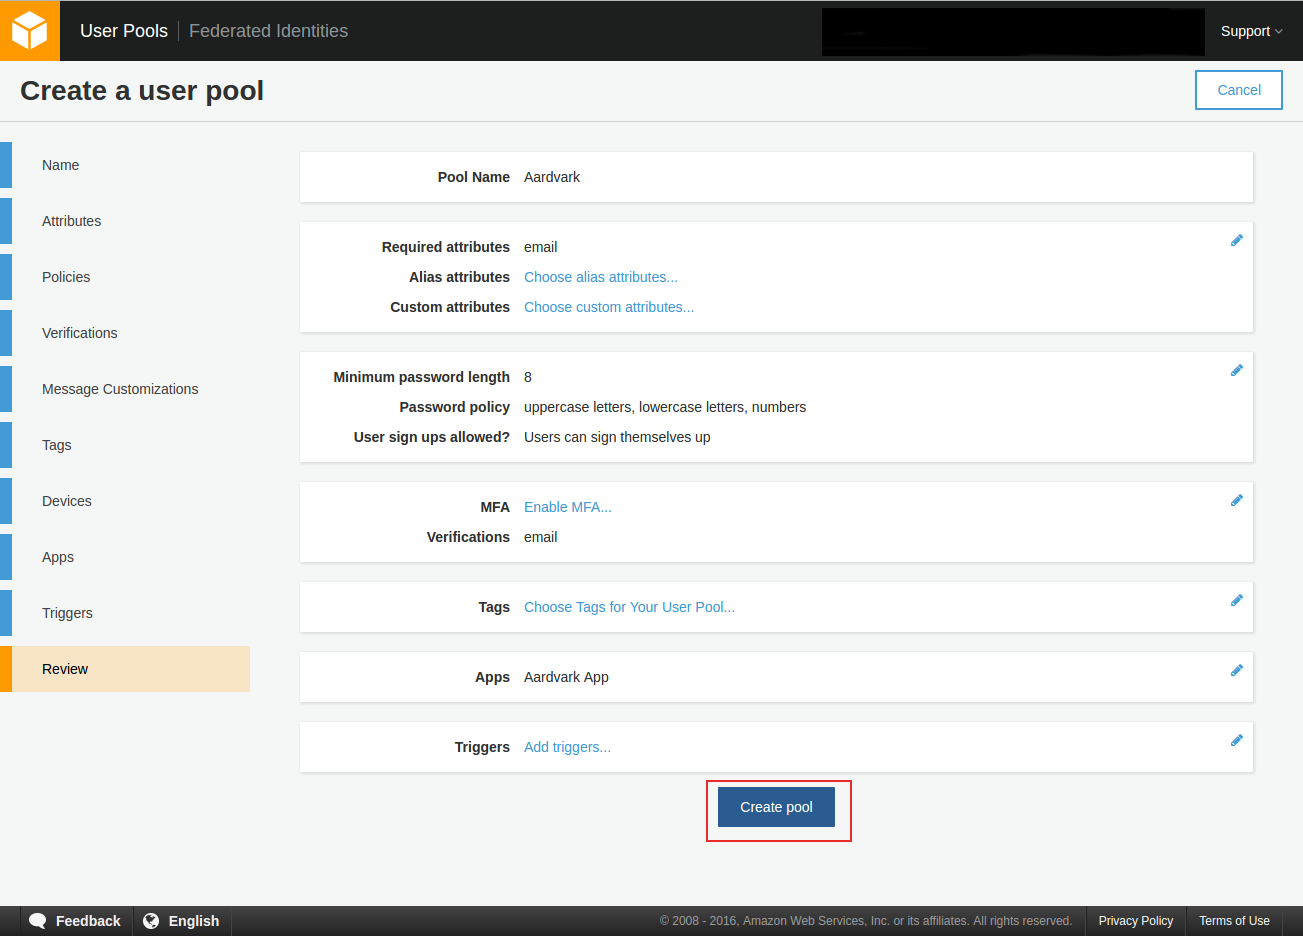 User Pools Federated Identities Support
Create a user pool Cancel
Name
Attributes
Policies
Verifications
Message Customizations
Tags
Devices
Apps
Triggers
Review
Pool Name Aardvark
Required attributes email
Alias attributes Choose alias attributes...
Custom attributes Choose custom attributes...
Minimum password length 8
Password policy uppercase letters, lowercase letters, numbers
User sign ups allowed? Users can sign themselves up
MFA Enable MFA...
Verifications email
Tags Choose Tags for Your User Pool...
Apps Aardvark App
Triggers Add triggers...
Create pool
Feedback English © 2008 - 2016, Amazon Web Services, Inc. or its affiliates. All rights reserved. Privacy Policy Terms of Use